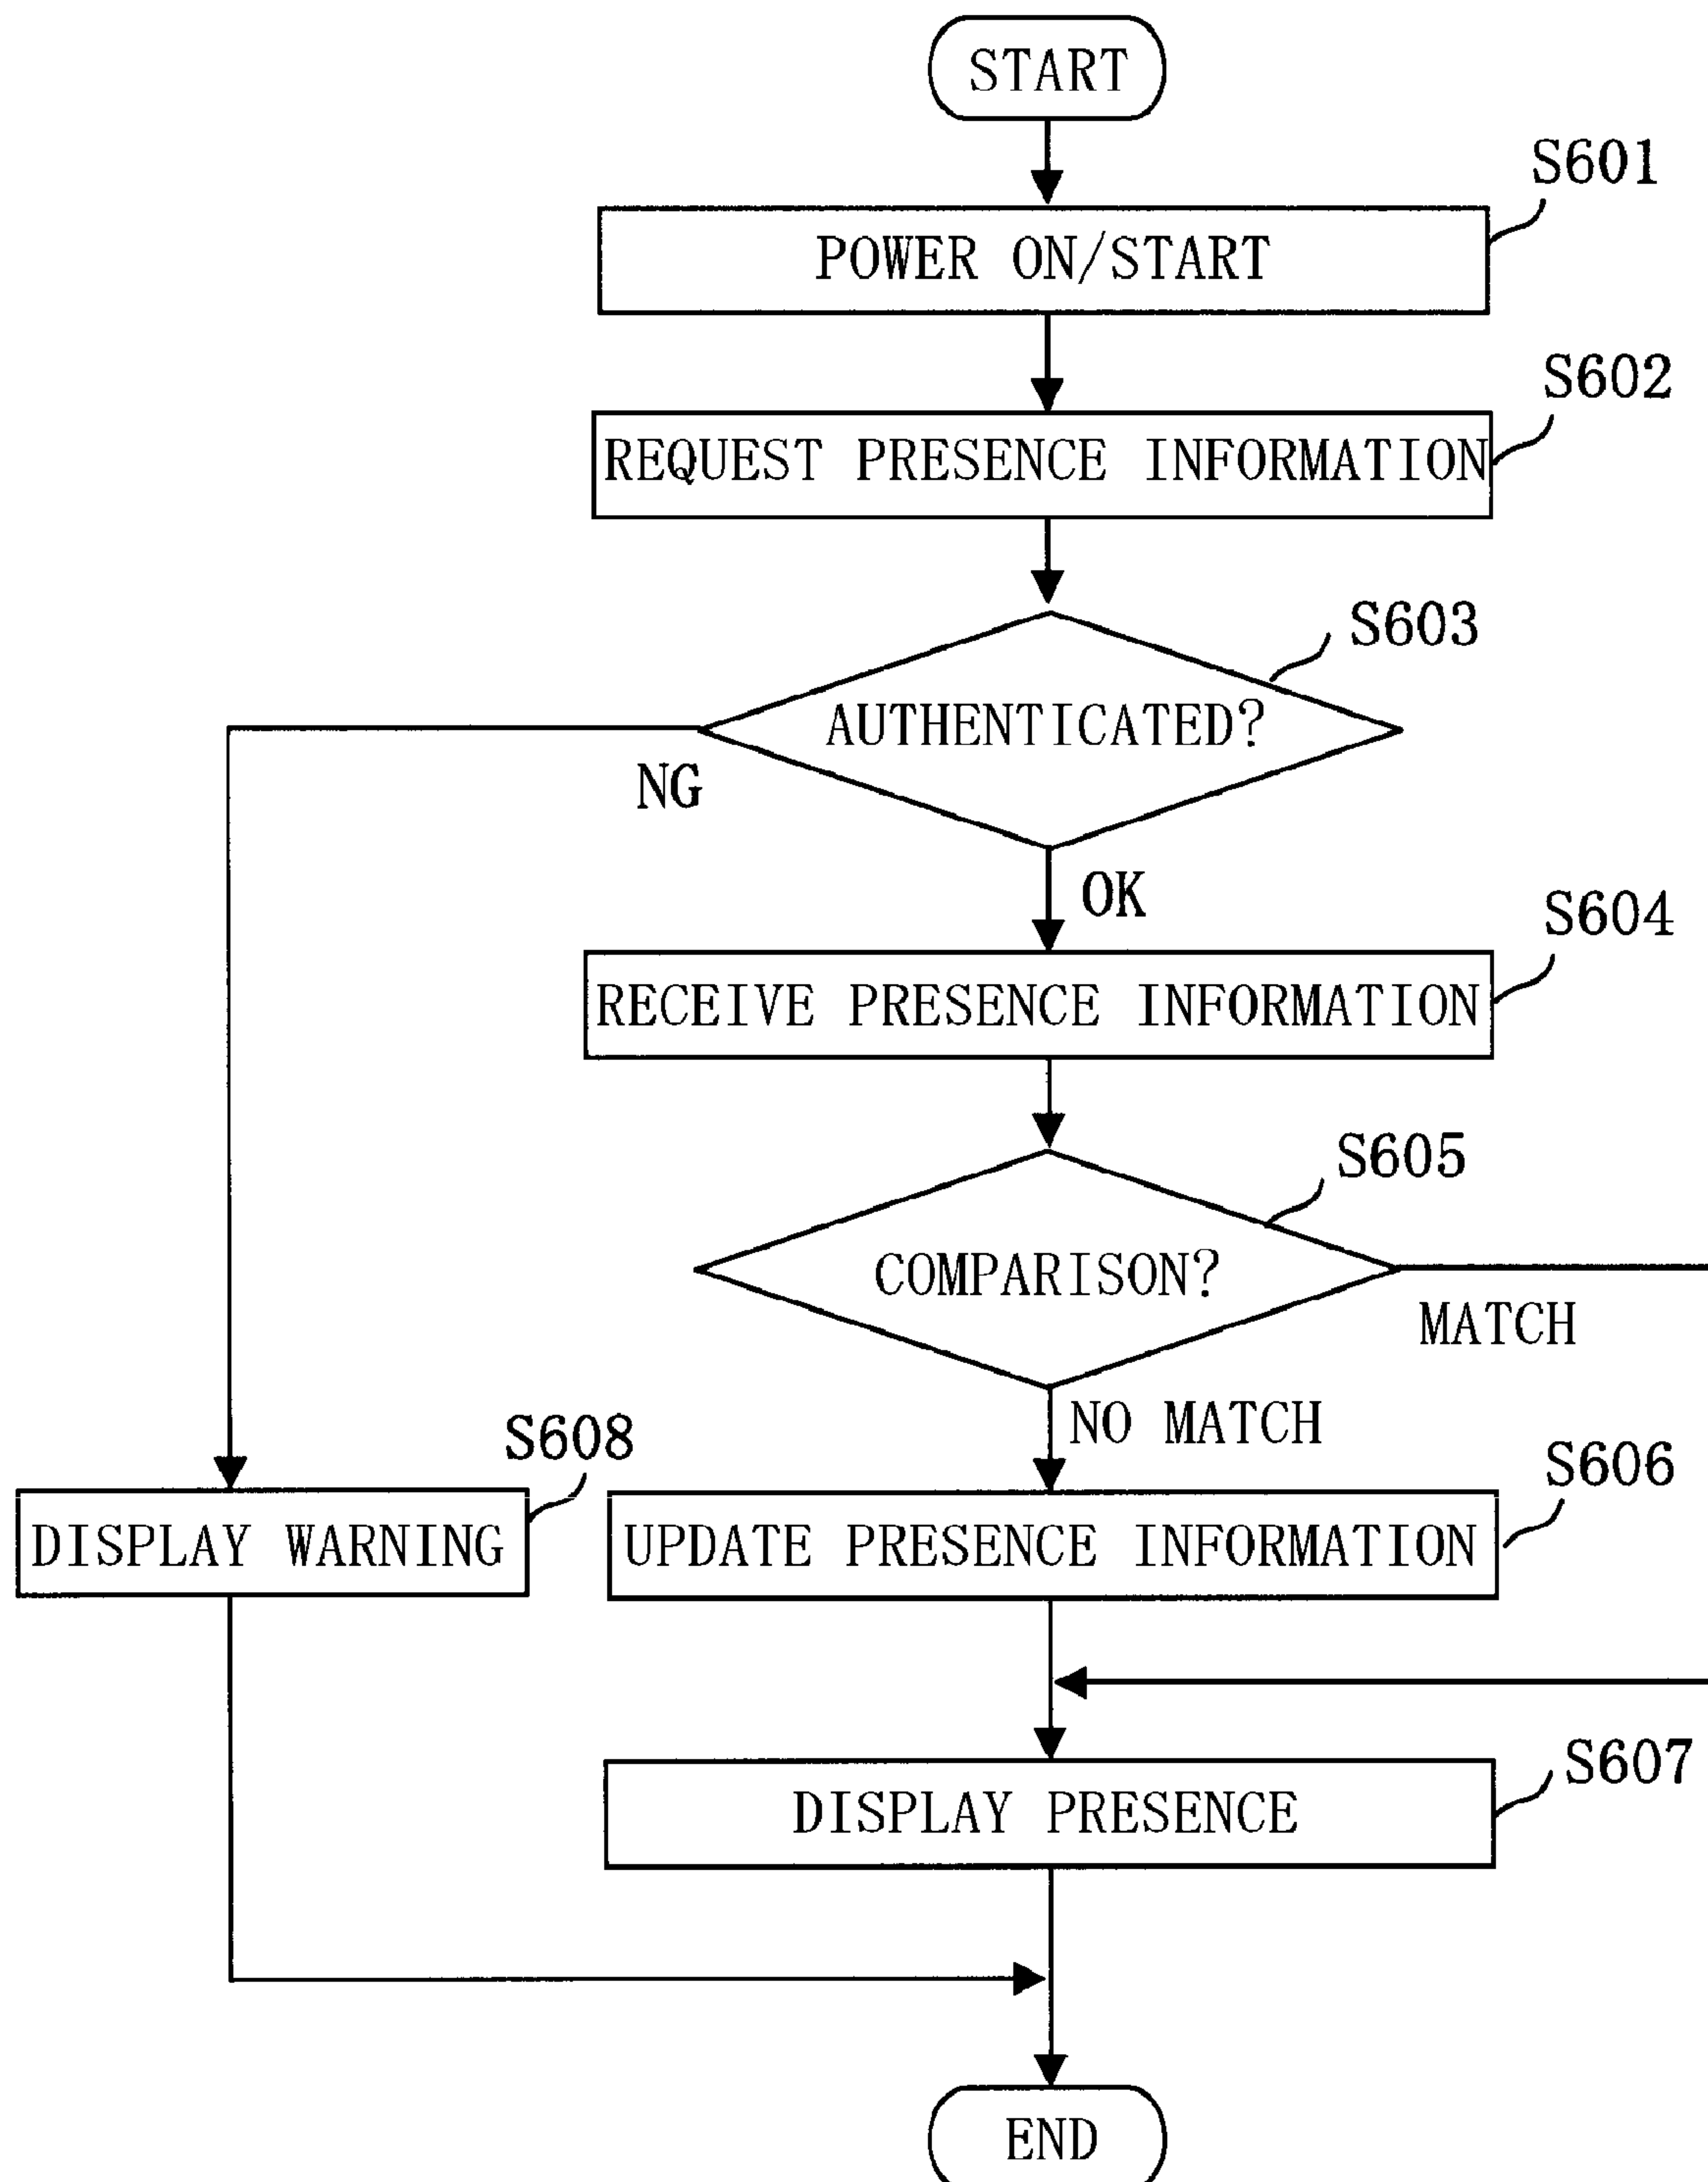 START
S601
POWER ON/START
S602
REQUEST PRESENCE INFORMATION
S603
AUTHENTICATED?
NG
OK
S604
RECEIVE PRESENCE INFORMATION
S605
COMPARISON?
MATCH
NO MATCH
S608
S606
DISPLAY WARNING
UPDATE PRESENCE INFORMATION
S607
DISPLAY PRESENCE
END